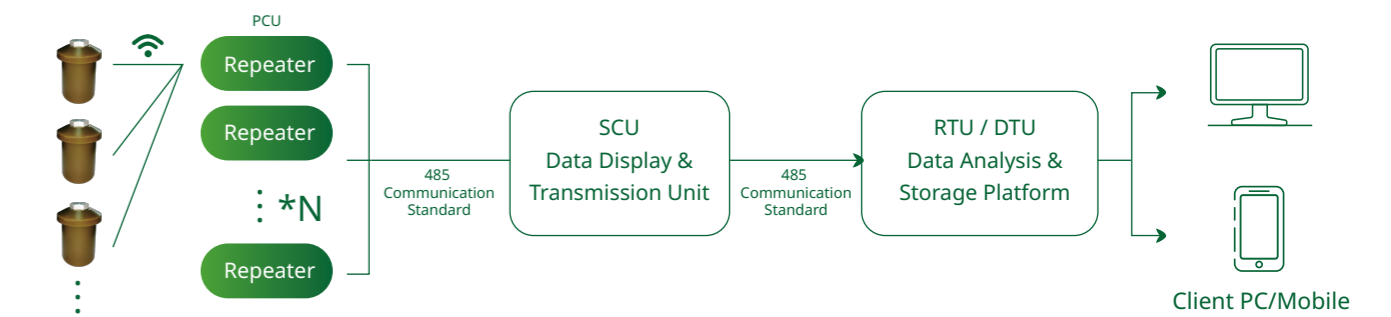 PCU
Repeater
Repeater
*N
Repeater
485
Communication
Standard
SCU
Data Display &
Transmission Unit
485
Communication
Standard
RTU / DTU
Data Analysis &
Storage Platform
Client PC/Mobile